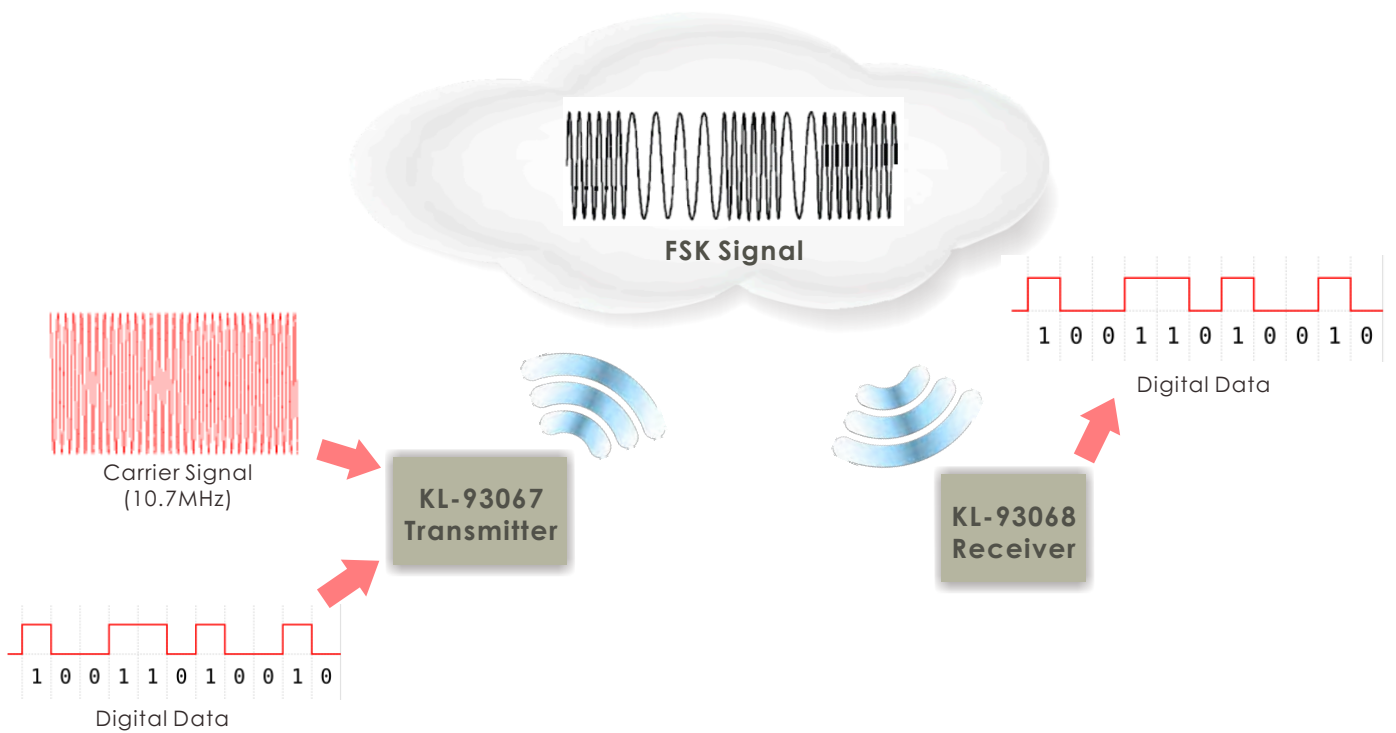 FSK Signal
1 0 0 1 1 0 1 0 0 1 0
Digital Data
Carrier Signal
(10.7MHz)
KL-93067
Transmitter
KL-93068
Receiver
1 0 0 1 1 0 1 0 0 1 0
Digital Data